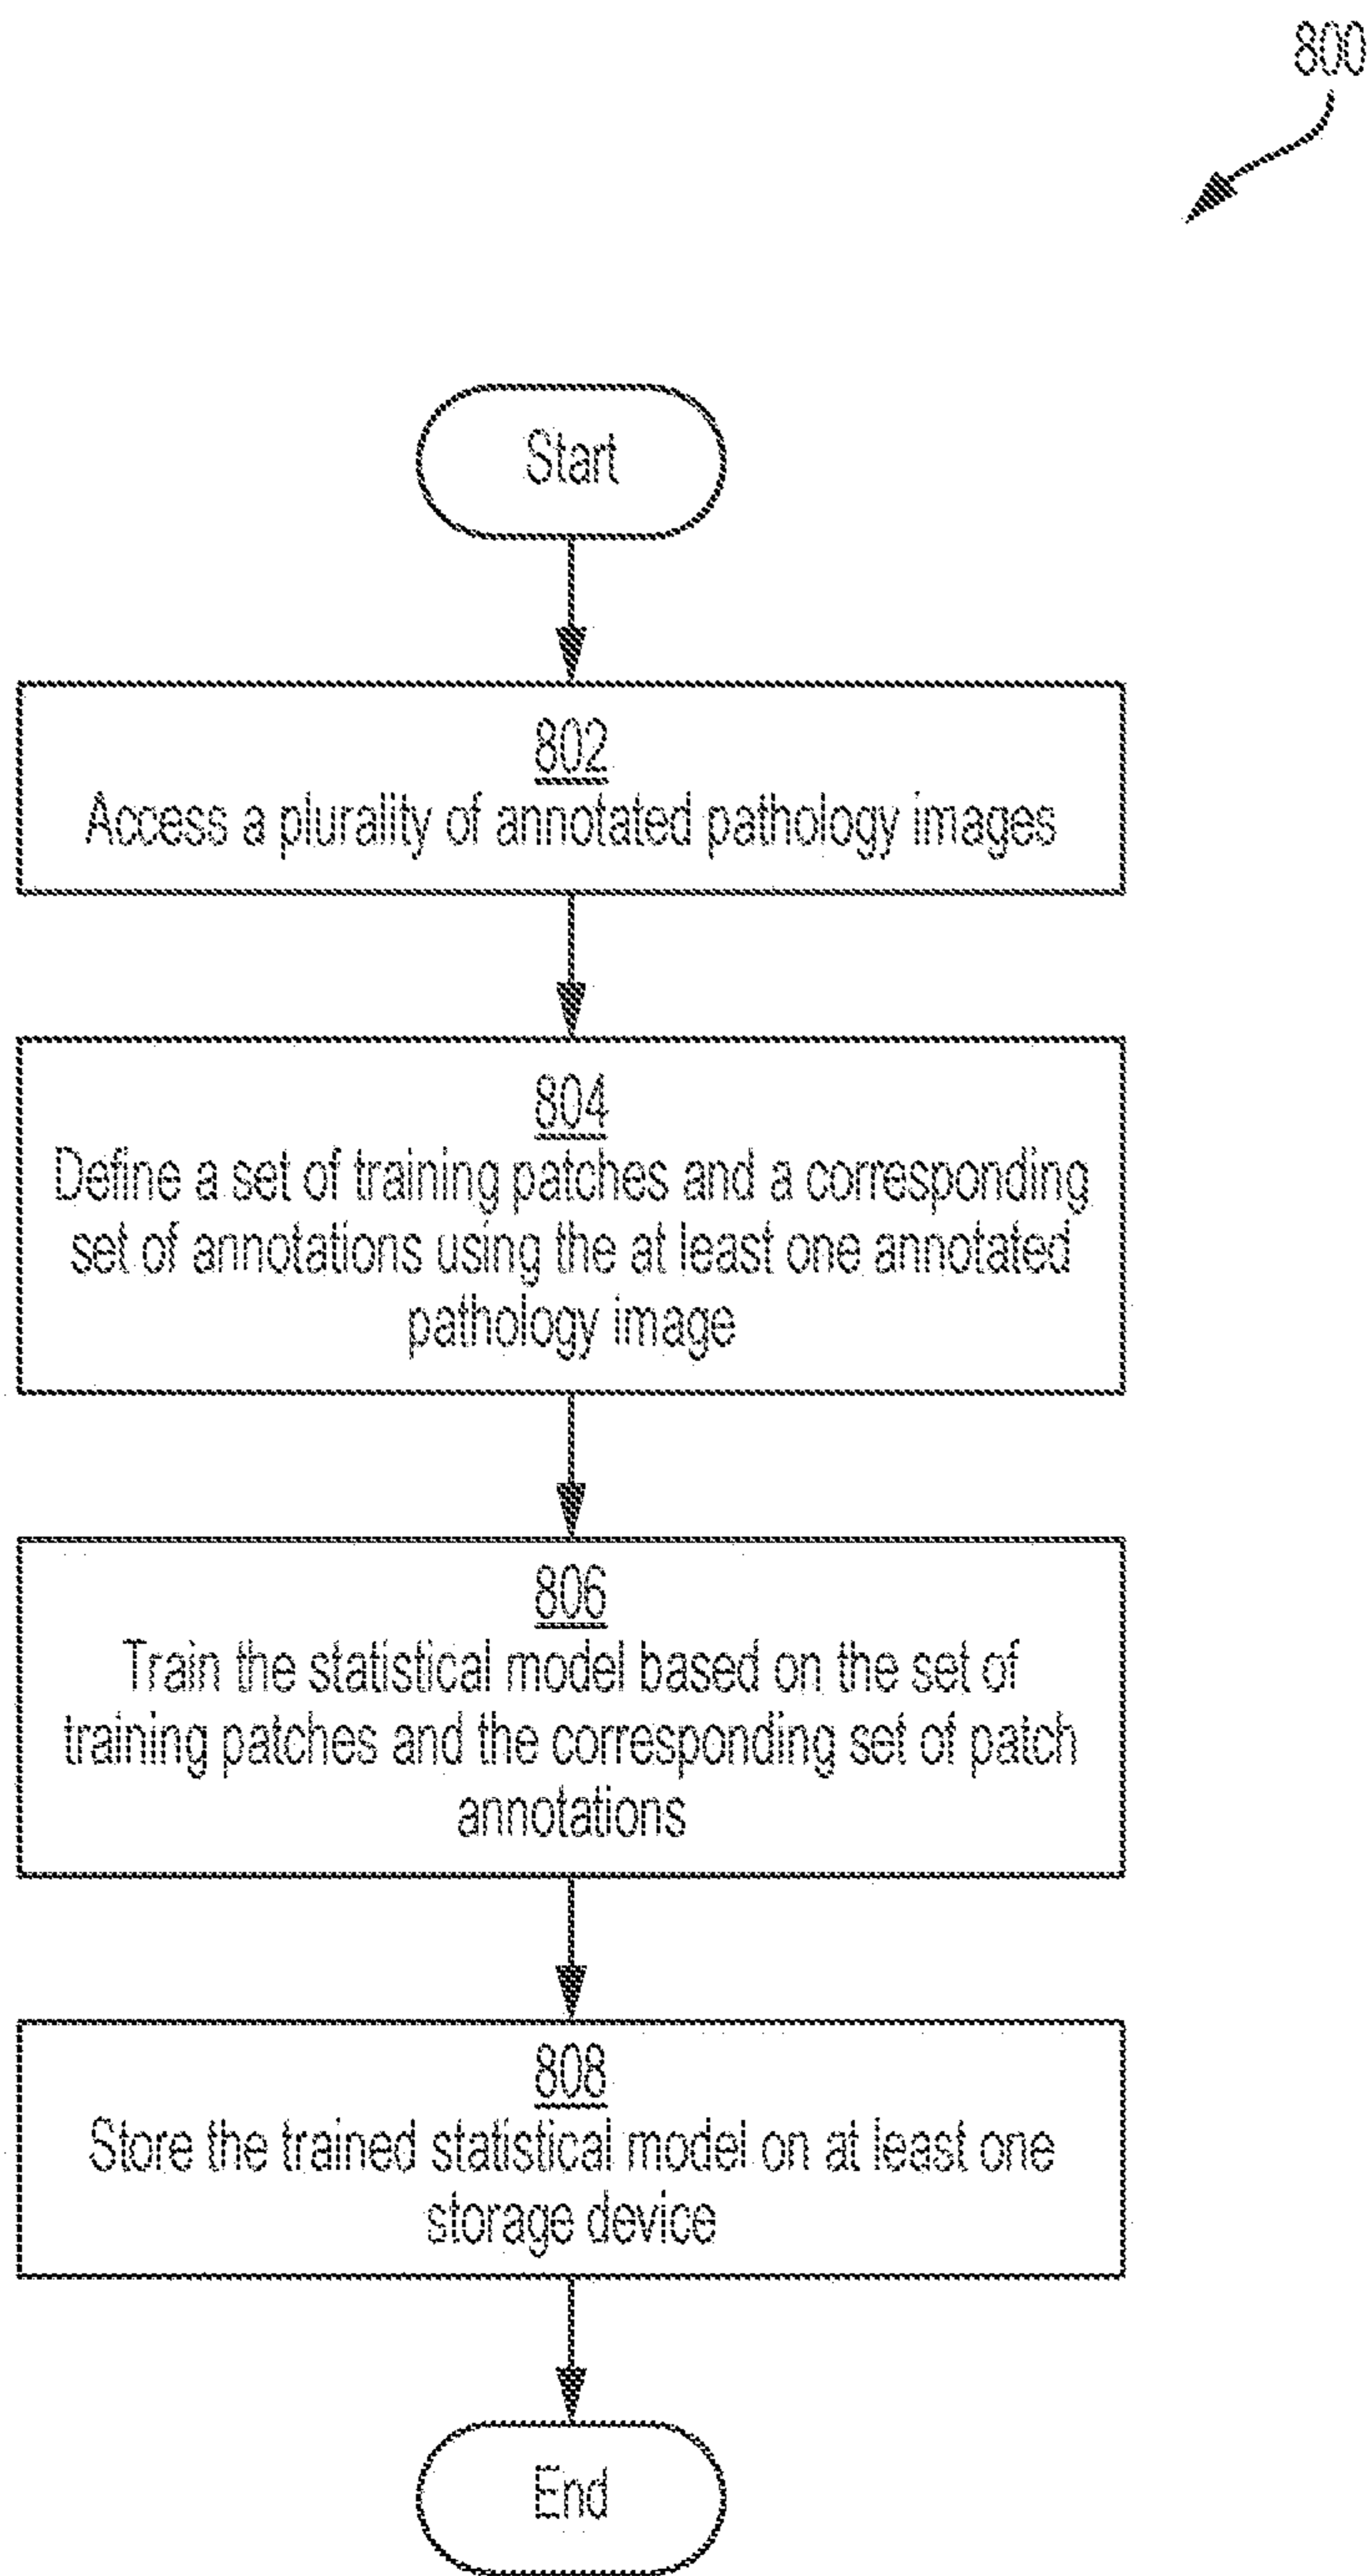 800
Start
802
Access a plurality of annotated pathology images
804
Define a set of training patches and a corresponding
set of annotations using the at least one annotated
pathology image
806
Train the statistical model based on the set of
training patches and the corresponding set of patch
annotations
808
Store the trained statistical model on at least one
storage device
End